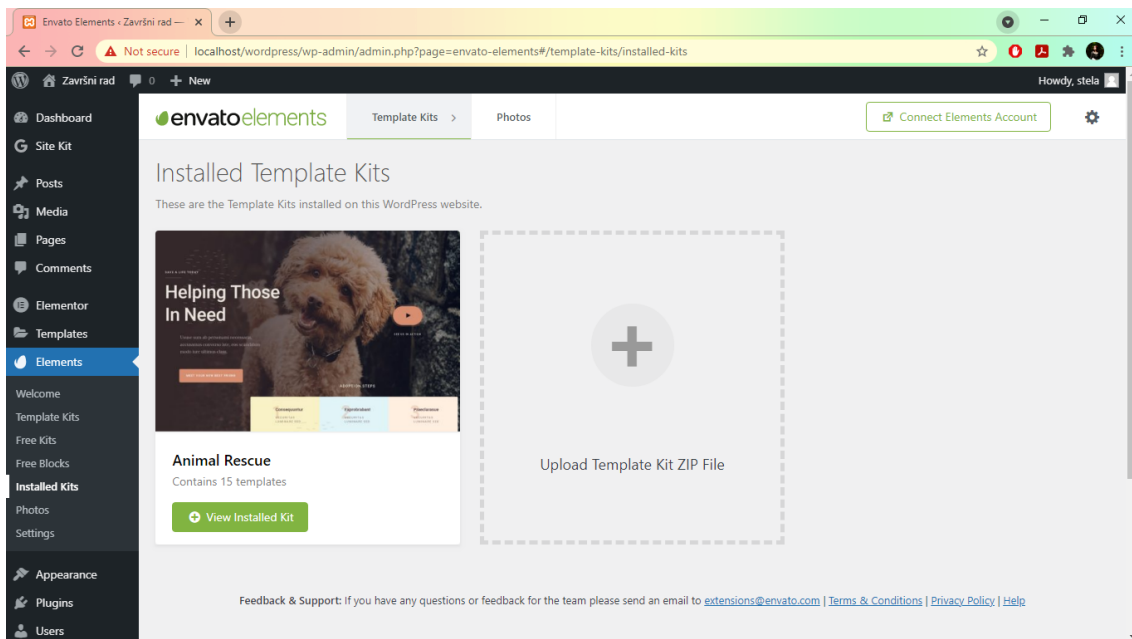 Envato Elements ‹ Završni rad —
Not secure | localhost/wordpress/wp-admin/admin.php?page=envato-elements#/template-kits/installed-kits
Završni rad 0 New
Howdy, stela
Dashboard
Site Kit
Posts
Media
Pages
Comments
Elementor
Templates
Elements
Welcome
Template Kits
Free Kits
Free Blocks
Installed Kits
Photos
Settings
Appearance
Plugins
Users
envatoelements
Template Kits >
Photos
Connect Elements Account
Installed Template Kits
These are the Template Kits installed on this WordPress website.
Helping Those
In Need
Animal Rescue
Contains 15 templates
View Installed Kit
Upload Template Kit ZIP File
Feedback & Support: If you have any questions or feedback for the team please send an email to extensions@envato.com | Terms & Conditions | Privacy Policy | Help